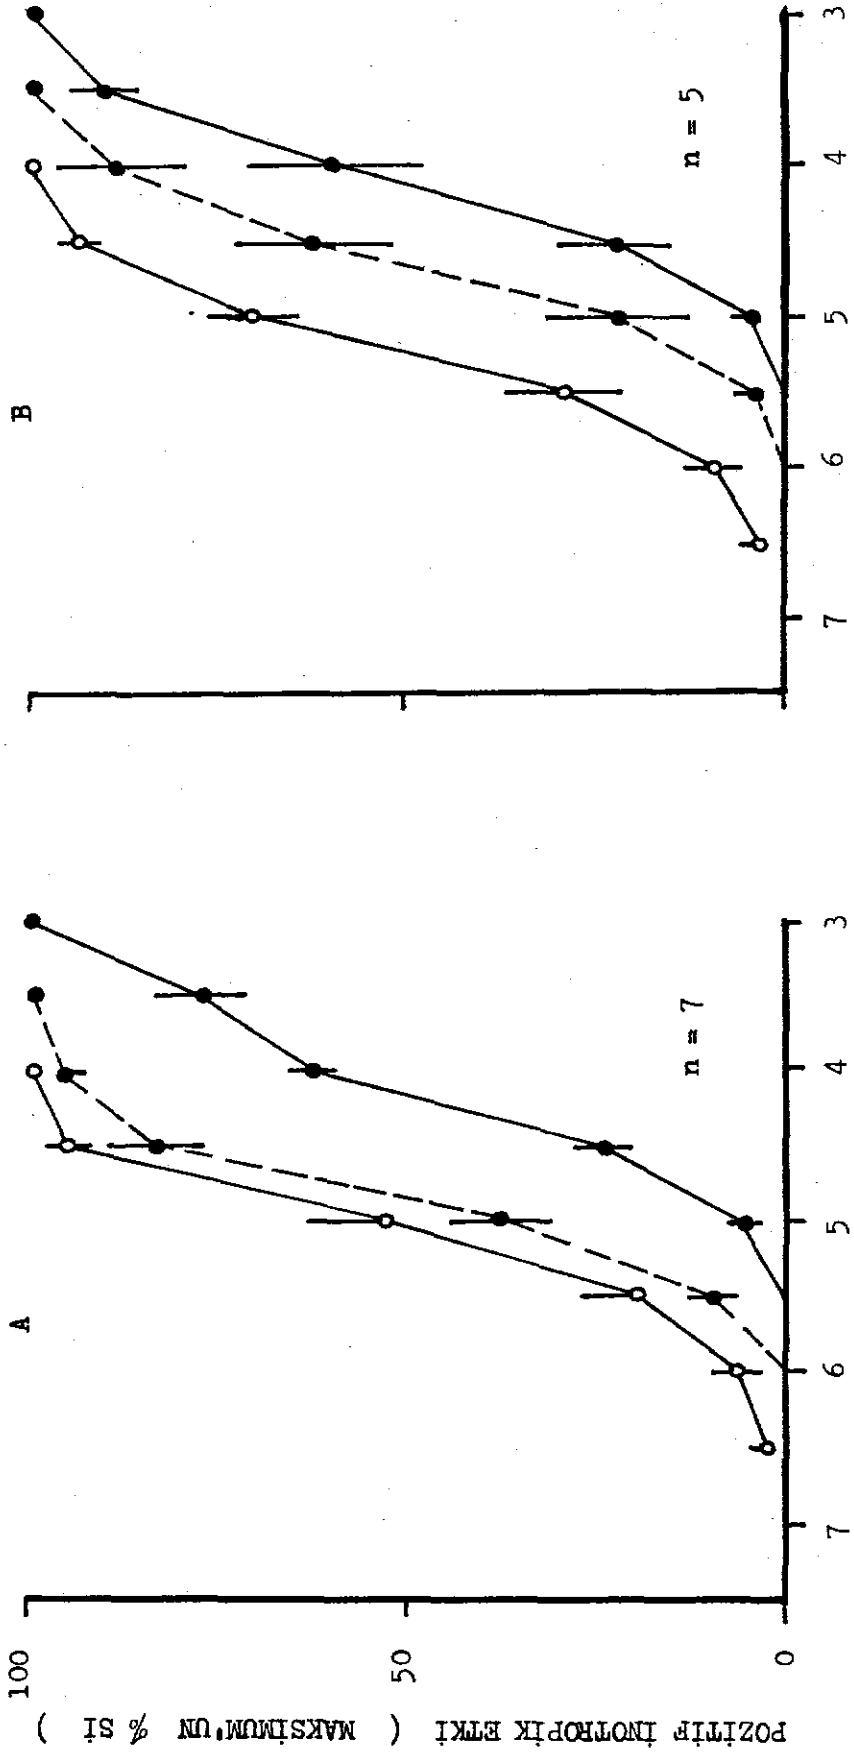 A
B
100
50
0
POZİTİF İNOTROPİK ETKİ ( MAKSİMUM'UN % Sİ )
n = 7
n = 5
7 6 5 4 3
7 6 5 4 3